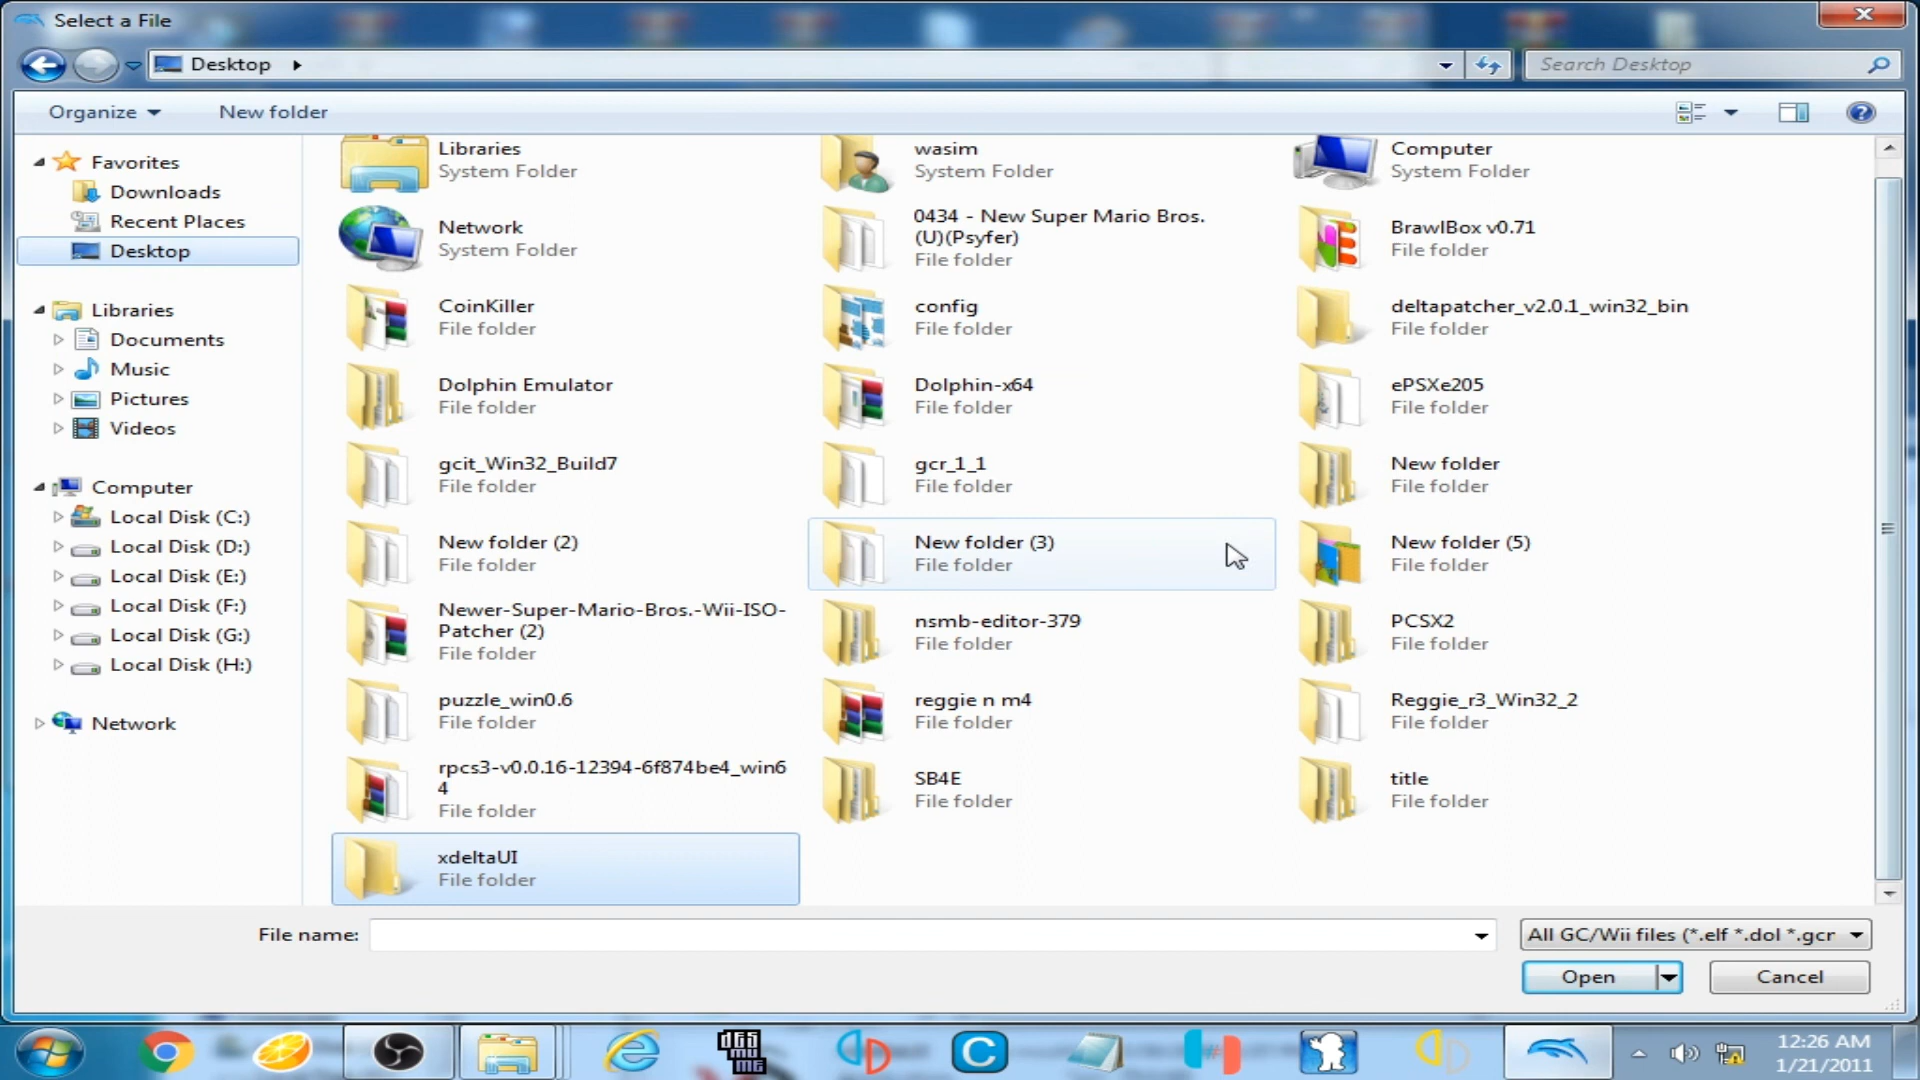 Select a File
Desktop
Search Desktop
Organize
New folder
Favorites
Downloads
Recent Places
Desktop
Libraries
Documents
Music
Pictures
Videos
Computer
Local Disk (C:)
Local Disk (D:)
Local Disk (E:)
Local Disk (F:)
Local Disk (G:)
Local Disk (H:)
Network
Libraries
System Folder
wasim
System Folder
Computer
System Folder
Network
System Folder
0434 - New Super Mario Bros.
(U)(Psyfer)
File folder
BrawlBox v0.71
File folder
CoinKiller
File folder
config
File folder
deltapatcher_v2.0.1_win32_bin
File folder
Dolphin Emulator
File folder
Dolphin-x64
File folder
ePSXe205
File folder
gcit_Win32_Build7
File folder
gcr_1_1
File folder
New folder
File folder
New folder (2)
File folder
New folder (3)
File folder
New folder (5)
File folder
Newer-Super-Mario-Bros.-Wii-ISO-
Patcher (2)
File folder
nsmb-editor-379
File folder
PCSX2
File folder
puzzle_win0.6
File folder
reggie n m4
File folder
Reggie_r3_Win32_2
File folder
rpcs3-v0.0.16-12394-6f874be4_win6
4
File folder
SB4E
File folder
title
File folder
xdeltaUI
File folder
File name:
All GC/Wii files (*.elf *.dol *.gcr
Open
Cancel
12:26 AM
1/21/2011